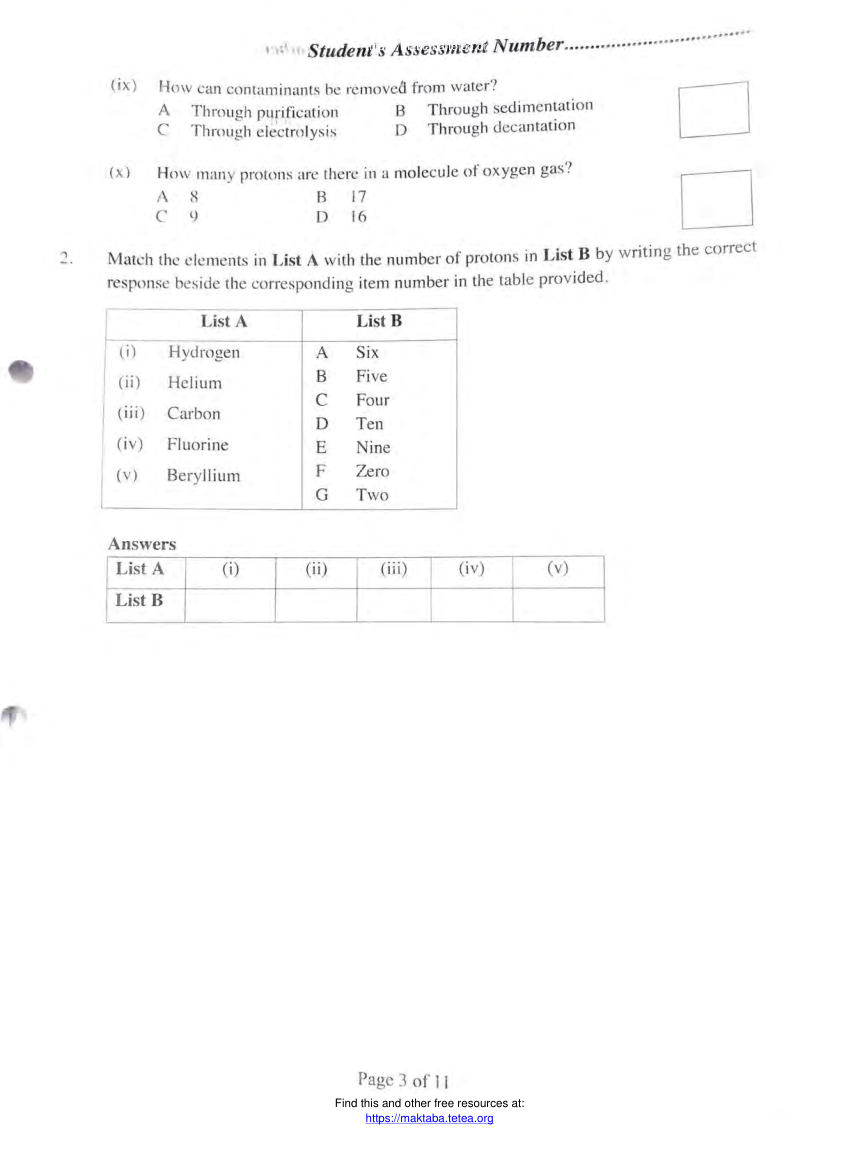 Student's Assessment Number
(ix) How can contaminants be removed from water?
A Through purification B Through sedimentation
C Through electrolysis D Through decantation
(x) How many protons are there in a molecule of oxygen gas?
A 8 B 17
C 9 D 16
2. Match the elements in List A with the number of protons in List B by writing the correct
response beside the corresponding item number in the table provided.
List A List B
(i) Hydrogen A Six
(ii) Helium B Five
(iii) Carbon C Four
(iv) Fluorine D Ten
(v) Beryllium E Nine
F Zero
G Two
Answers
List A (i) (ii) (iii) (iv) (v)
List B
Page 3 of 11
Find this and other free resources at:
https://maktaba.tetea.org